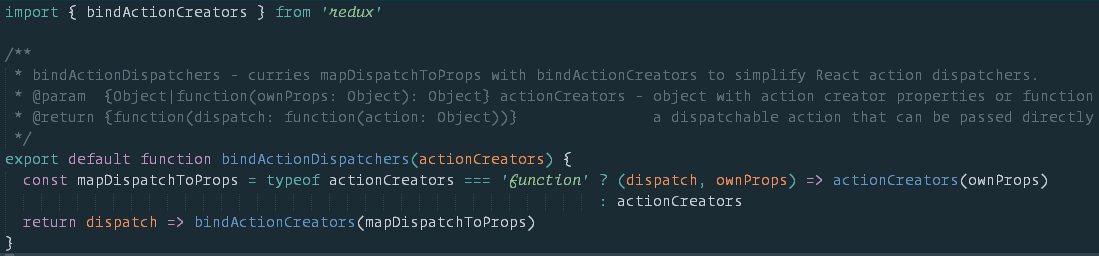 import { bindActionCreators } from 'redux'

/**
 * bindActionDispatchers - curries mapDispatchToProps with bindActionCreators to simplify React action dispatchers.
 * @param  {Object|function(ownProps: Object): Object} actionCreators - object with action creator properties or function
 * @return {function(dispatch: function(action: Object))}               a dispatchable action that can be passed directly
 */
export default function bindActionDispatchers(actionCreators) {
  const mapDispatchToProps = typeof actionCreators === 'function' ? (dispatch, ownProps) => actionCreators(ownProps)
                                                                  : actionCreators
  return dispatch => bindActionCreators(mapDispatchToProps)
}